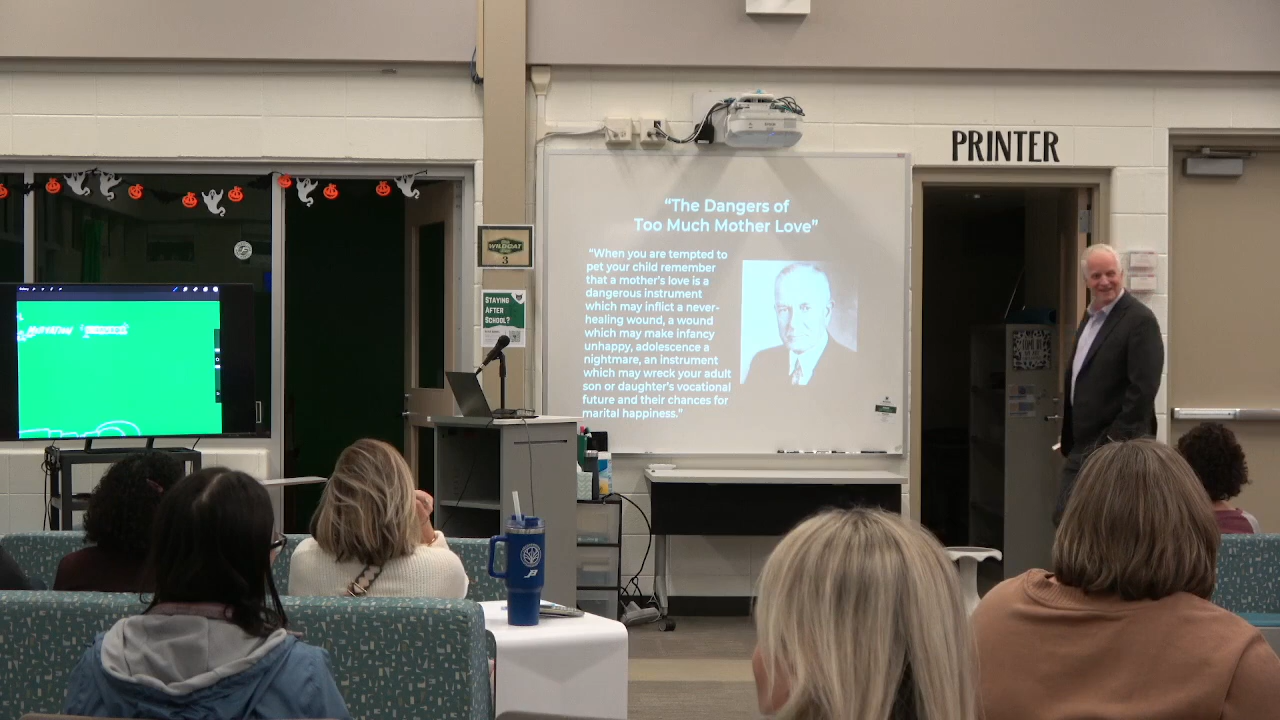 PRINTER
“The Dangers of
Too Much Mother Love”
“When you are tempted to
pet your child remember
that a mother’s love is a
dangerous instrument
which may inflict a never-
healing wound, a wound
which may make infancy
unhappy, adolescence a
nightmare, an instrument
which may wreck your adult
son or daughter’s vocational
future and their chances for
marital happiness.”
WILDCAT
3
STAYING
AFTER
SCHOOL?